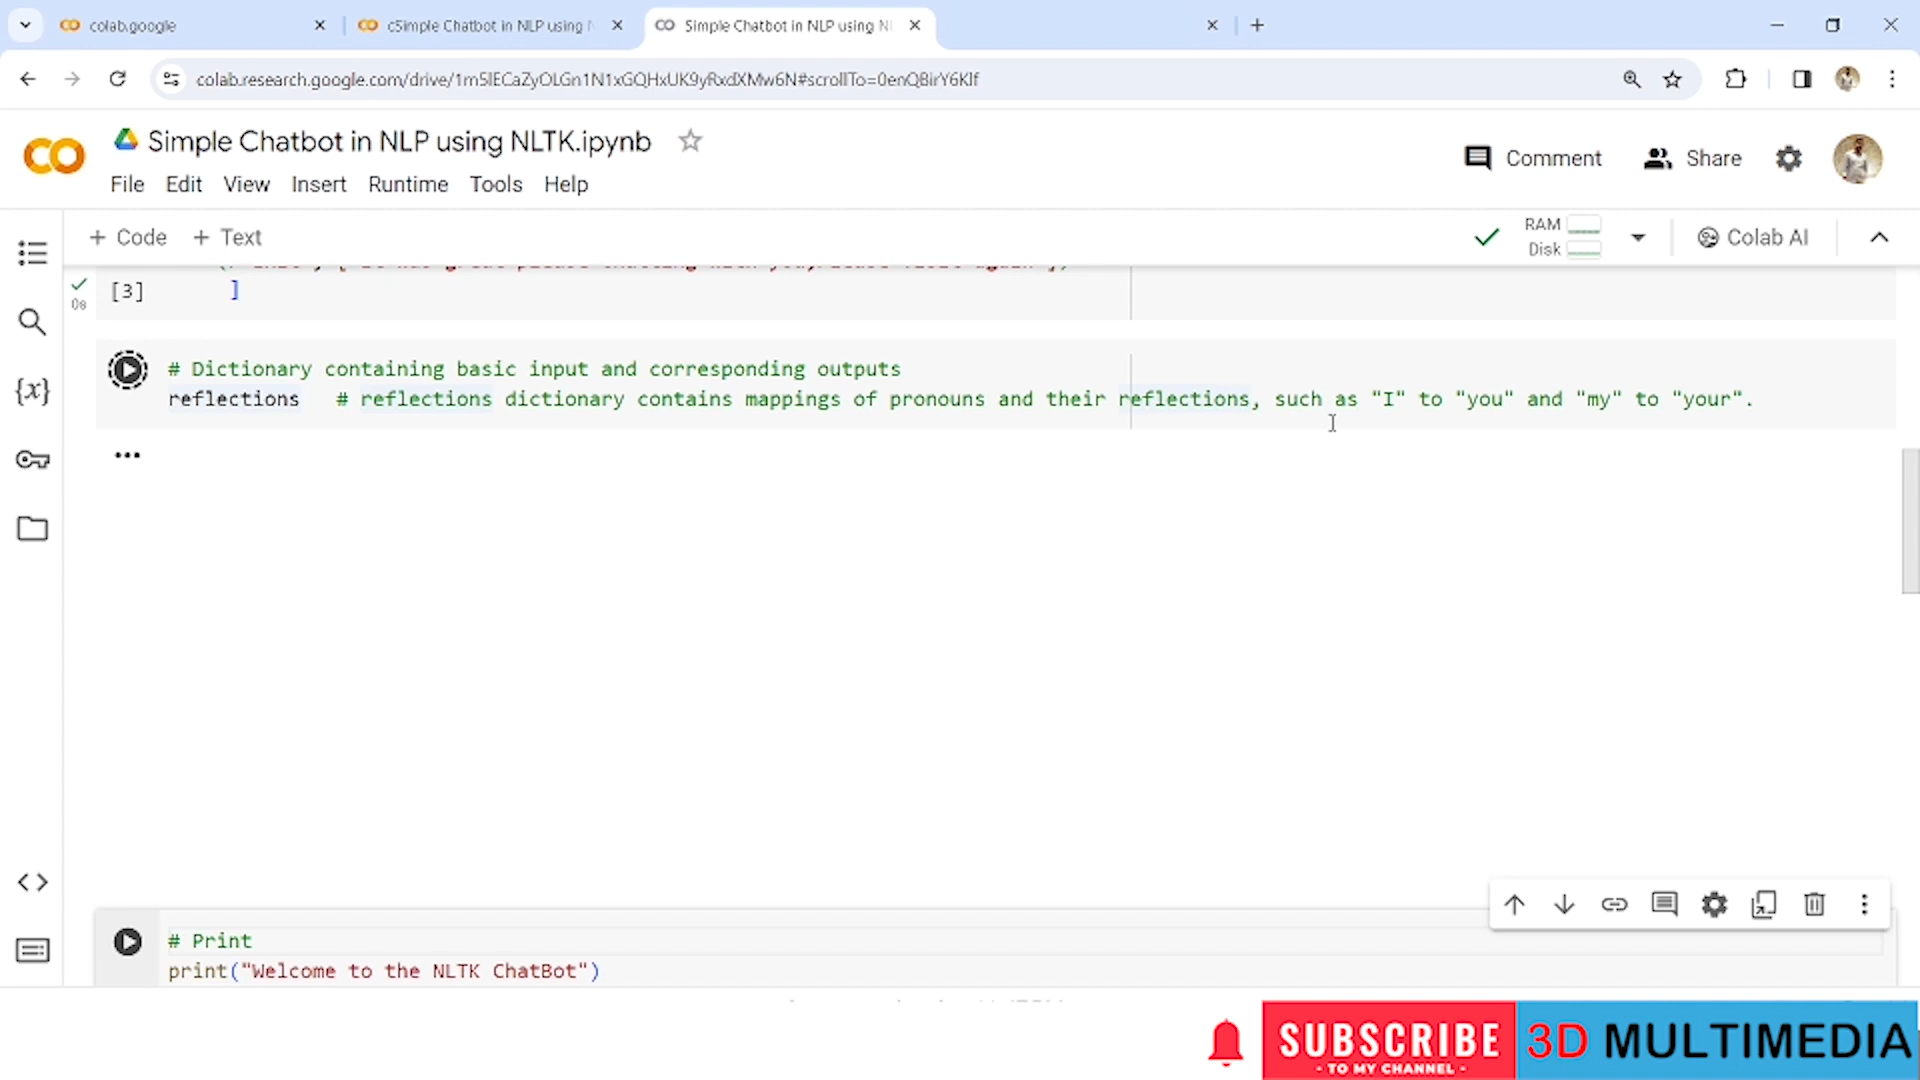 colab.google
cSimple Chatbot in NLP using N
Simple Chatbot in NLP using Nl
colab.research.google.com/drive/1m5lECaZyOLGn1N1xGQHxUK9yRxdXMw6N#scrollTo=0enQBirY6Klf
Simple Chatbot in NLP using NLTK.ipynb
Comment
Share
File Edit View Insert Runtime Tools Help
+ Code + Text
RAM
Disk
Colab AI
0s
[3] ]
# Dictionary containing basic input and corresponding outputs
reflections # reflections dictionary contains mappings of pronouns and their reflections, such as "I" to "you" and "my" to "your".
# Print
print("Welcome to the NLTK ChatBot")
SUBSCRIBE
- TO MY CHANNEL -
3D MULTIMEDIA